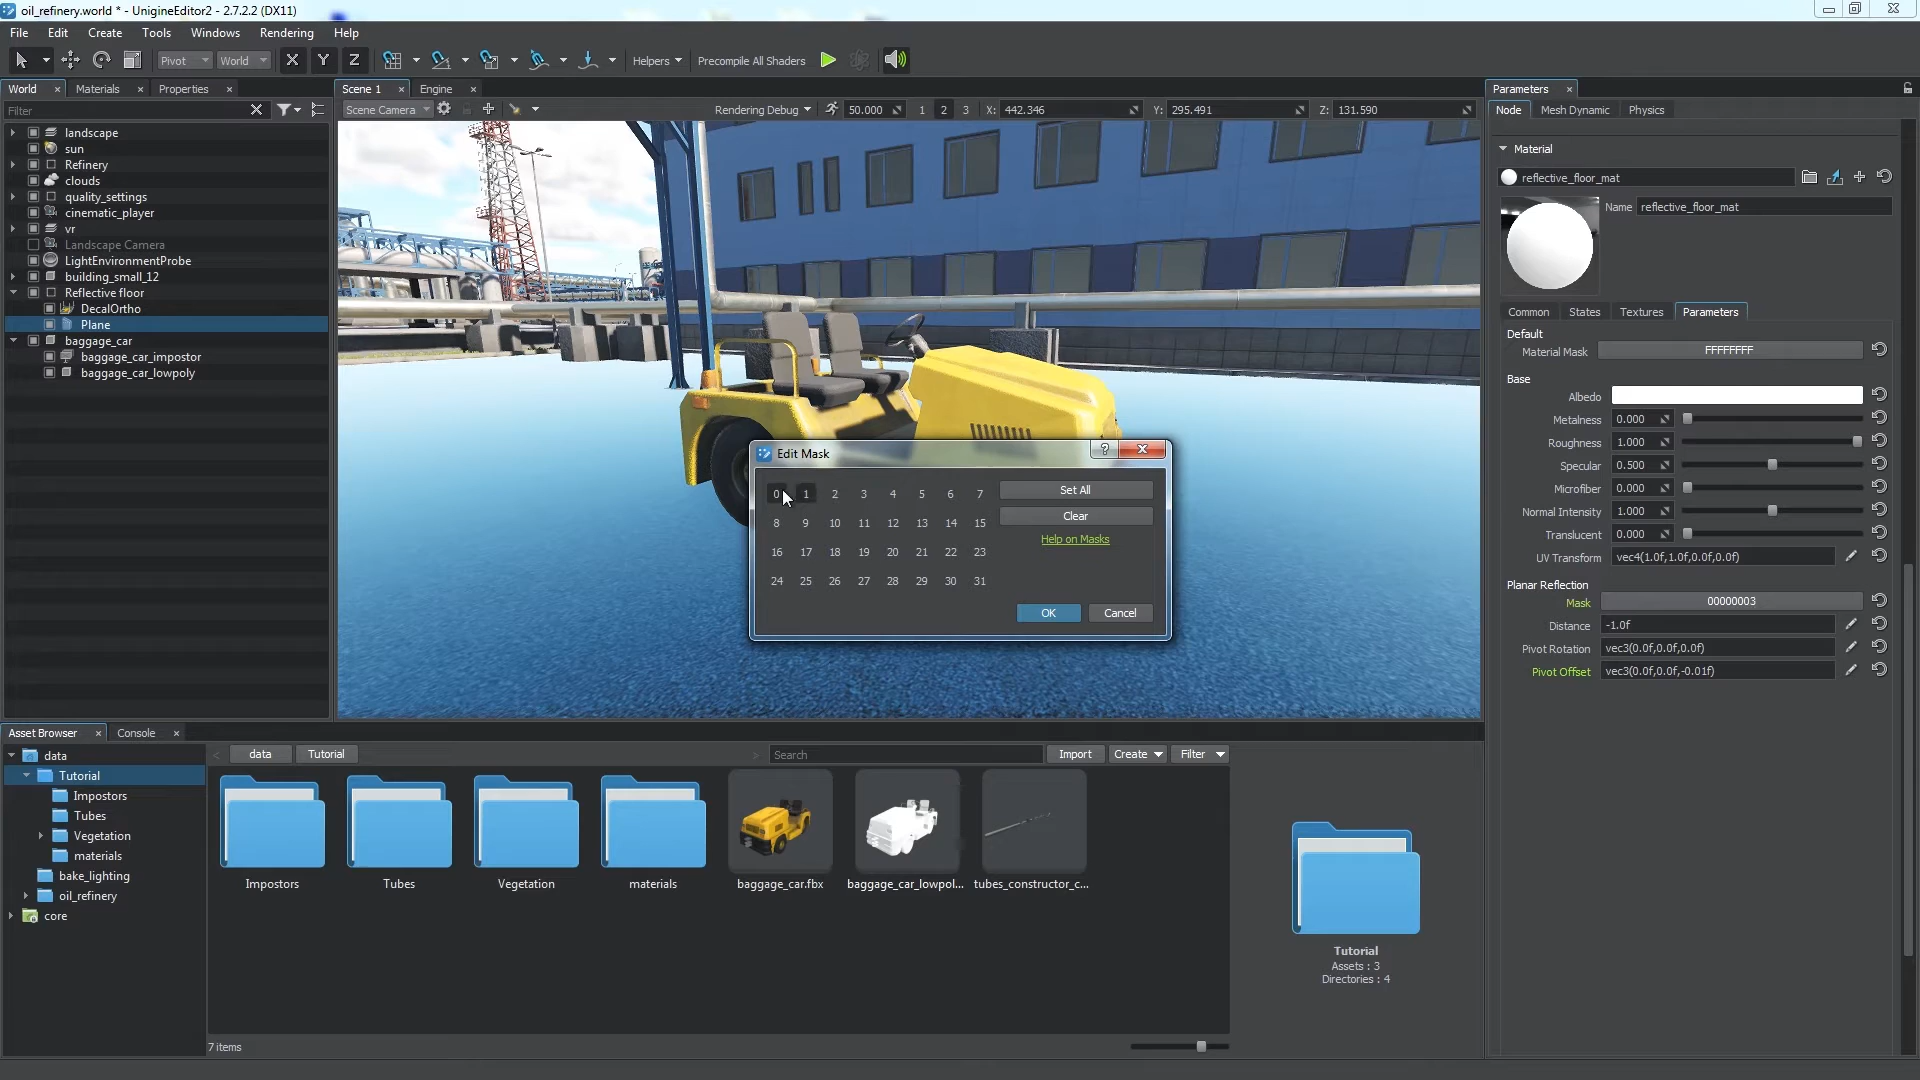 oil_refinery.world * - UnigineEditor2 - 2.7.2.2 (DX11)
File Edit Create Tools Windows Rendering Help
Pivot World X Y Z Helpers Precompile All Shaders
World Materials Properties
Filter
landscape
sun
Refinery
clouds
quality_settings
cinematic_player
vr
Landscape Camera
LightEnvironmentProbe
building_small_12
Reflective floor
DecalOrtho
Plane
baggage_car
baggage_car_impostor
baggage_car_lowpoly
Scene 1 Engine
Scene Camera Rendering Debug 50.000 1 2 3 X: 442.346 Y: 295.491 Z: 131.590
Edit Mask
0 1 2 3 4 5 6 7 Set All
8 9 10 11 12 13 14 15 Clear
Help on Masks
16 17 18 19 20 21 22 23
24 25 26 27 28 29 30 31
OK Cancel
Parameters
Node Mesh Dynamic Physics
Material
reflective_floor_mat
Name reflective_floor_mat
Common States Textures Parameters
Default
Material Mask FFFFFFFF
Base
Albedo
Metalness 0.000
Roughness 1.000
Specular 0.500
Microfiber 0.000
Normal Intensity 1.000
Translucent 0.000
UV Transform vec4(1.0f,1.0f,0.0f,0.0f)
Planar Reflection
Mask 00000003
Distance -1.0f
Pivot Rotation vec3(0.0f,0.0f,0.0f)
Pivot Offset vec3(0.0f,0.0f,-0.01f)
Asset Browser Console
data
Tutorial
Impostors
Tubes
Vegetation
materials
bake_lighting
oil_refinery
core
< data Tutorial > Search Import Create Filter
Impostors Tubes Vegetation materials baggage_car.fbx baggage_car_lowpol... tubes_constructor_c...
Tutorial
Assets : 3
Directories : 4
7 items